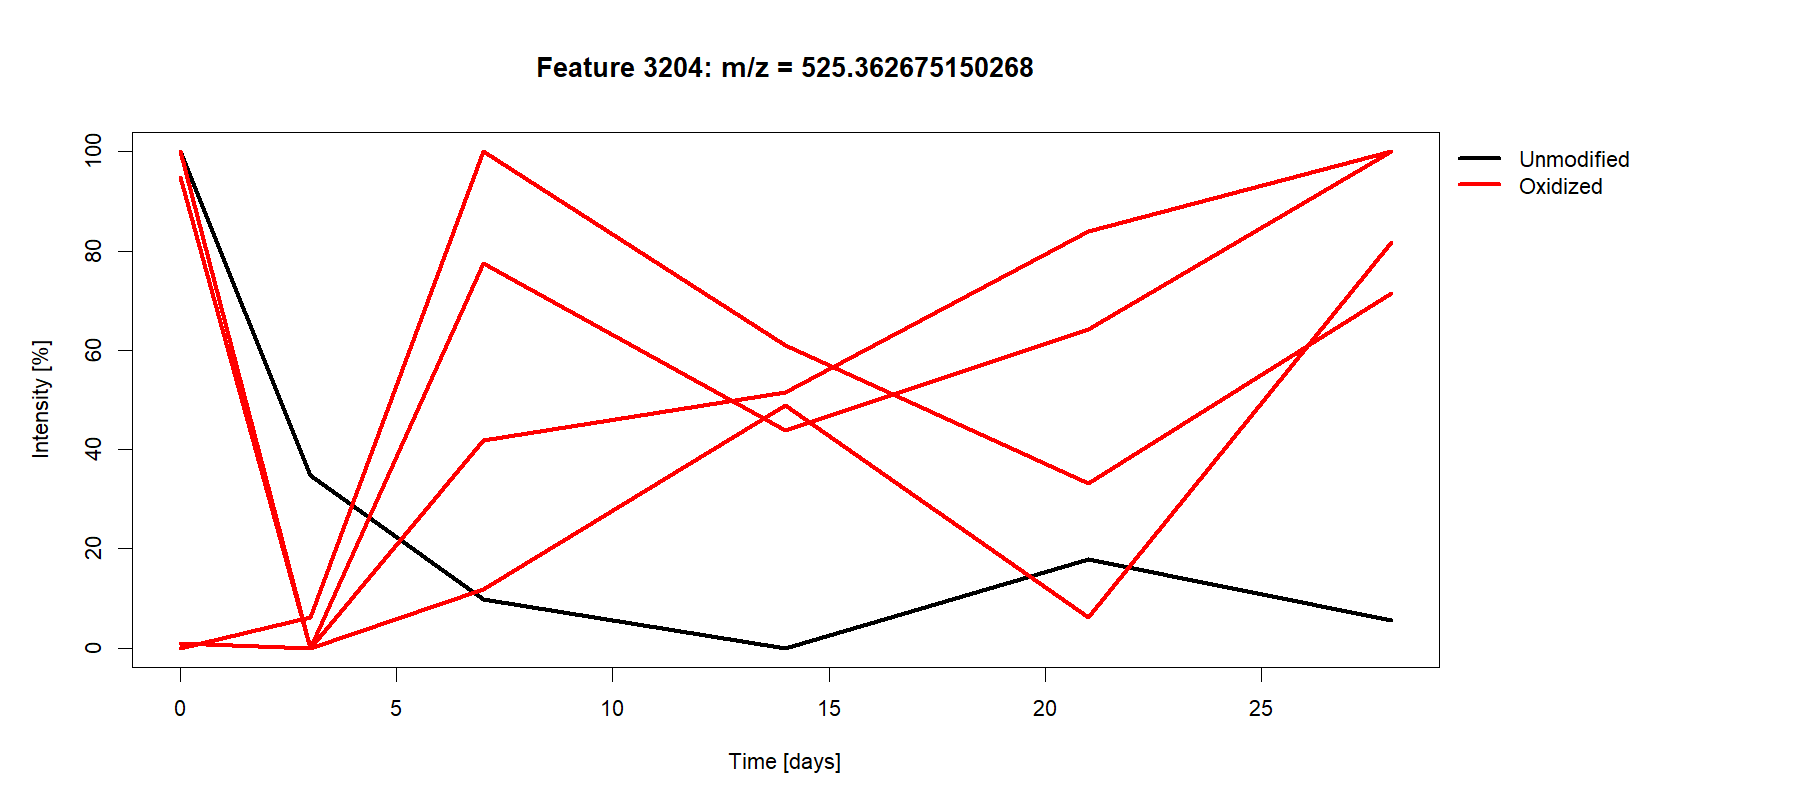 Feature 3204: m/z = 525.362675150268
Unmodified
Oxidized
Intensity [%]
100
80
60
40
20
0
0 5 10 15 20 25
Time [days]